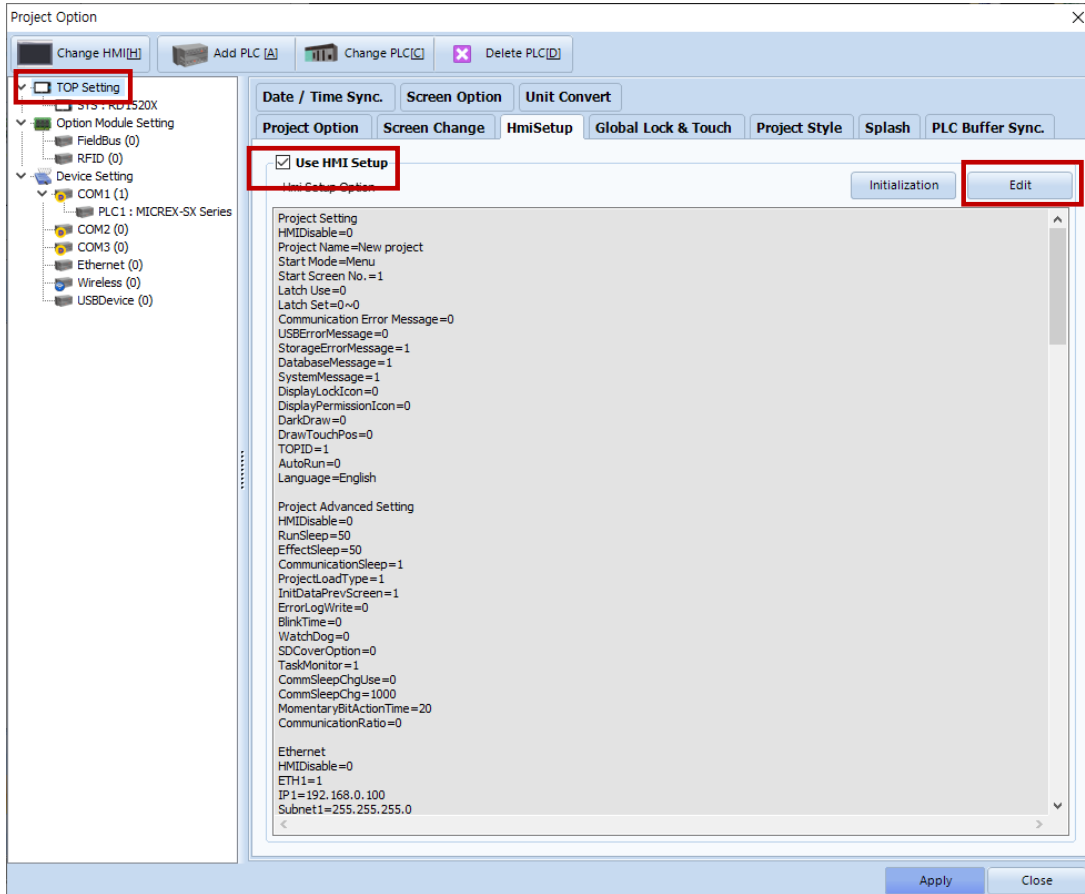 Project Option
Change HMI[H] Add PLC [A] Change PLC[C] Delete PLC[D]
TOP Setting
SYS : RD1520X
Option Module Setting
FieldBus (0)
RFID (0)
Device Setting
COM1 (1)
PLC1 : MICREX-SX Series
COM2 (0)
COM3 (0)
Ethernet (0)
Wireless (0)
USBDevice (0)
Date / Time Sync. Screen Option Unit Convert
Project Option Screen Change HmiSetup Global Lock & Touch Project Style Splash PLC Buffer Sync.
Use HMI Setup
Hmi Setup Option
Initialization Edit
Project Setting
HMIDisable=0
Project Name=New project
Start Mode=Menu
Start Screen No.=1
Latch Use=0
Latch Set=0~0
Communication Error Message=0
USBErrorMessage=0
StorageErrorMessage=1
DatabaseMessage=1
SystemMessage=1
DisplayLockIcon=0
DisplayPermissionIcon=0
DarkDraw=0
DrawTouchPos=0
TOPID=1
AutoRun=0
Language=English
Project Advanced Setting
HMIDisable=0
RunSleep=50
EffectSleep=50
CommunicationSleep=1
ProjectLoadType=1
InitDataPrevScreen=1
ErrorLogWrite=0
BlinkTime=0
WatchDog=0
SDCoverOption=0
TaskMonitor=1
CommSleepChgUse=0
CommSleepChg=1000
MomentaryBitActionTime=20
CommunicationRatio=0
Ethernet
HMIDisable=0
ETH1=1
IP1=192.168.0.100
Subnet1=255.255.255.0
Apply Close